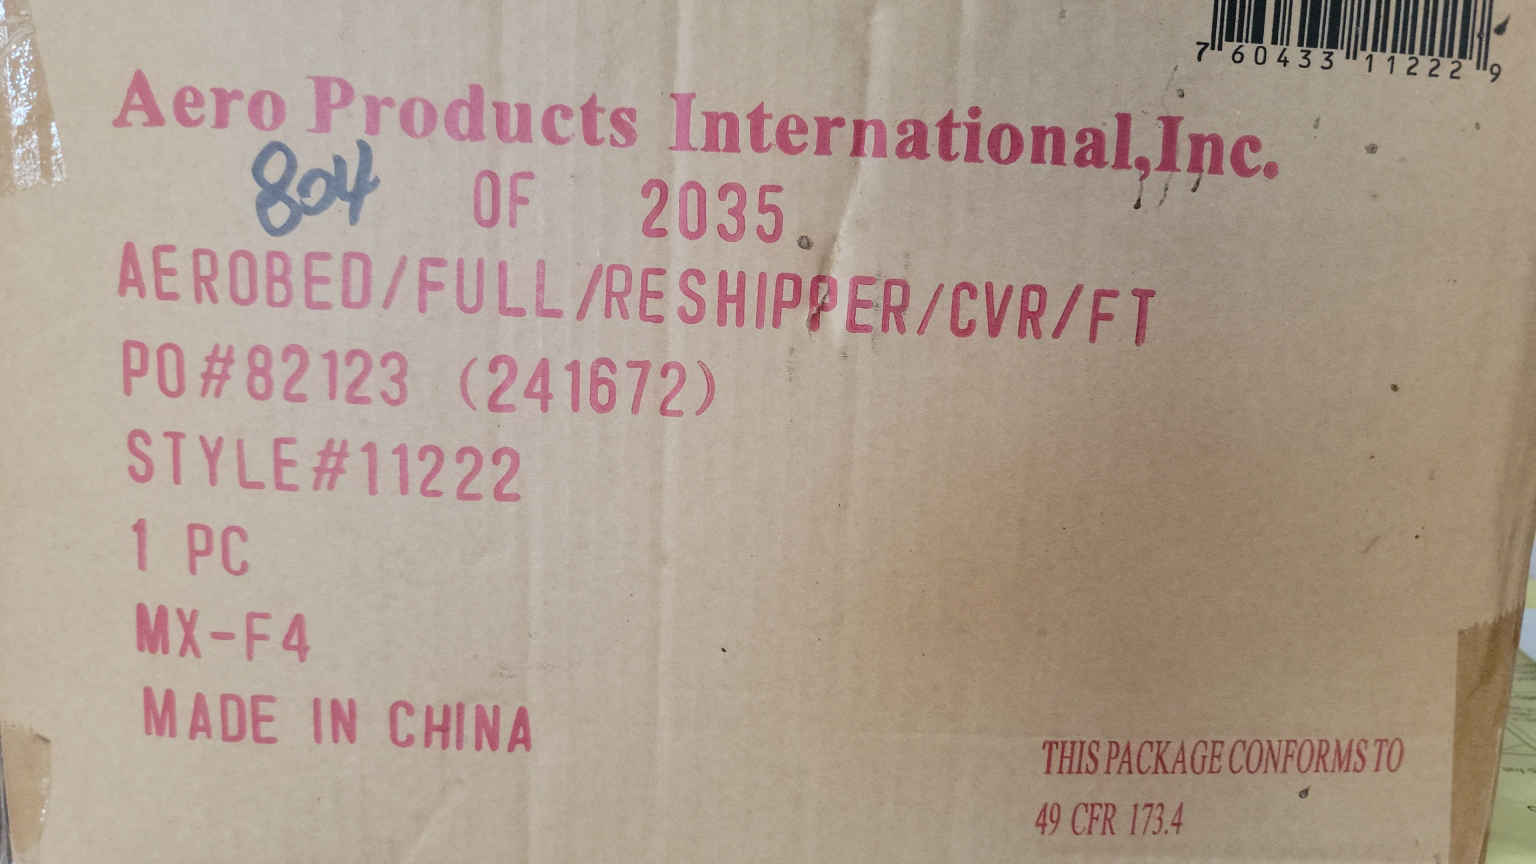 7 60433 11222 9
Aero Products International,Inc.
804 OF 2035
AEROBED/FULL/RESHIPPER/CVR/FT
PO#82123 (241672)
STYLE#11222
1 PC
MX-F4
MADE IN CHINA
THIS PACKAGE CONFORMS TO
49 CFR 173.4